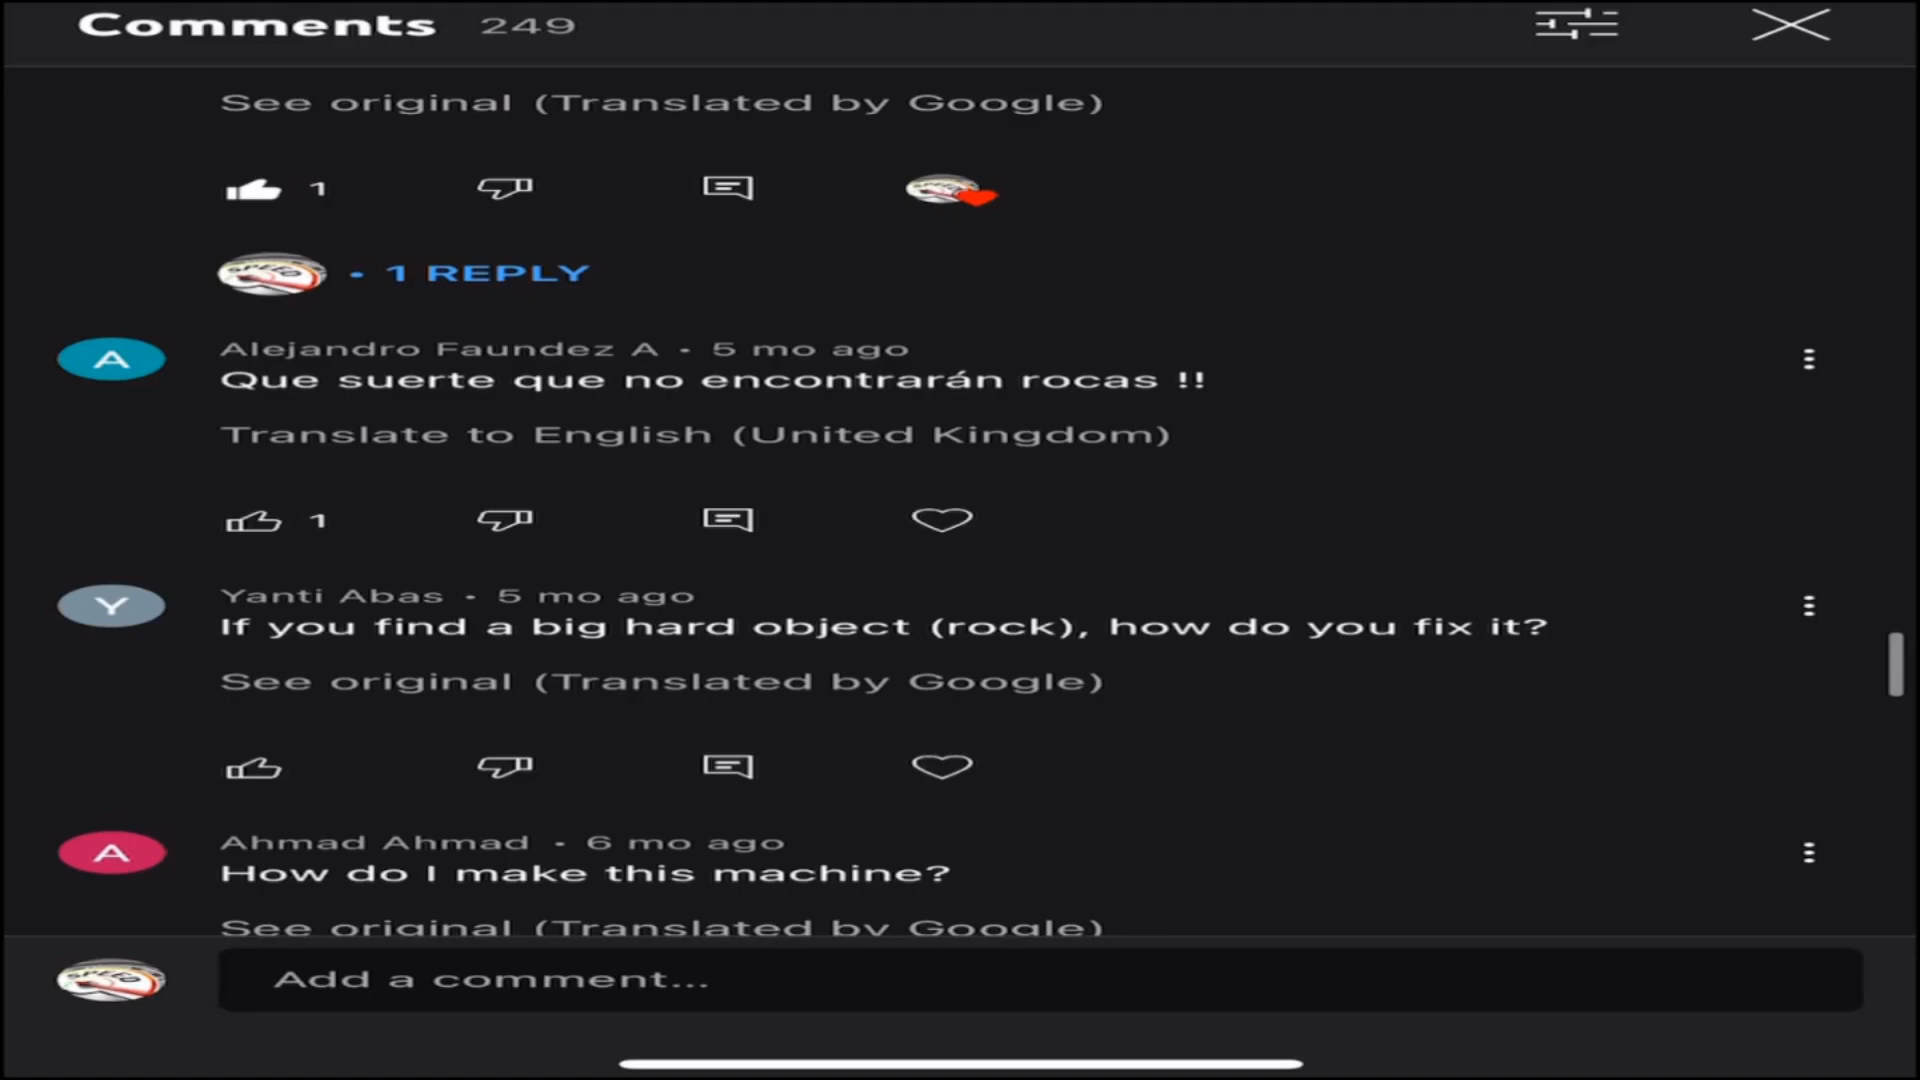 Comments 249
See original (Translated by Google)
1
SPEED
• 1 REPLY
A
Alejandro Faundez A • 5 mo ago
Que suerte que no encontrarán rocas !!
Translate to English (United Kingdom)
1
Y
Yanti Abas • 5 mo ago
If you find a big hard object (rock), how do you fix it?
See original (Translated by Google)
A
Ahmad Ahmad • 6 mo ago
How do I make this machine?
See original (Translated by Google)
SPEED
Add a comment...